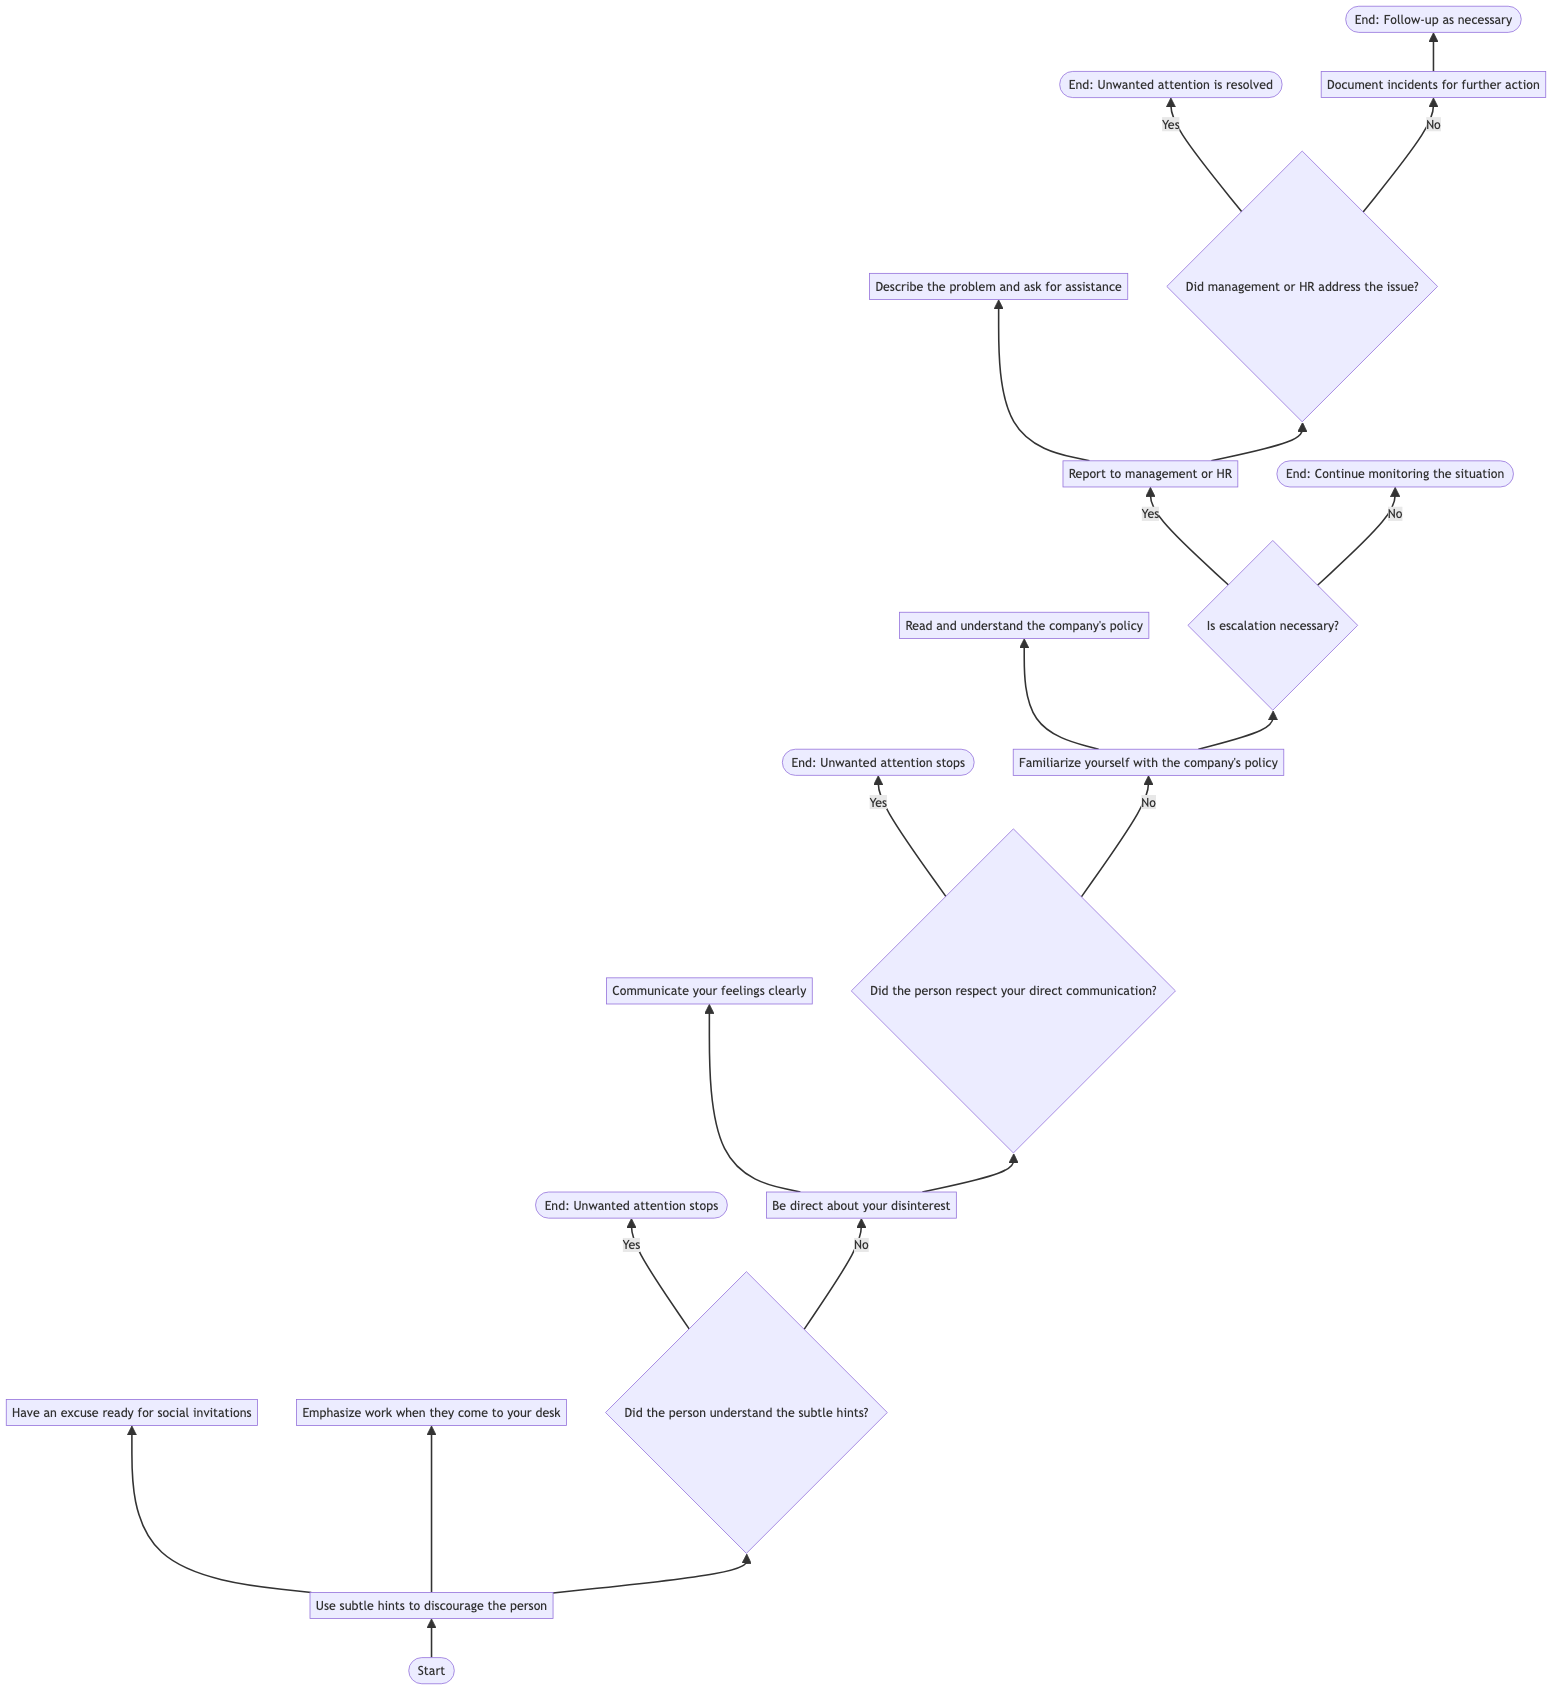 End: Follow-up as necessary
End: Unwanted attention is resolved
Document incidents for further action
Yes
No
Describe the problem and ask for assistance
Did management or HR address the issue?
Report to management or HR
End: Continue monitoring the situation
Yes
No
Read and understand the company's policy
Is escalation necessary?
End: Unwanted attention stops
Familiarize yourself with the company's policy
Yes
No
Communicate your feelings clearly
Did the person respect your direct communication?
End: Unwanted attention stops
Be direct about your disinterest
Yes
No
Have an excuse ready for social invitations
Emphasize work when they come to your desk
Did the person understand the subtle hints?
Use subtle hints to discourage the person
Start